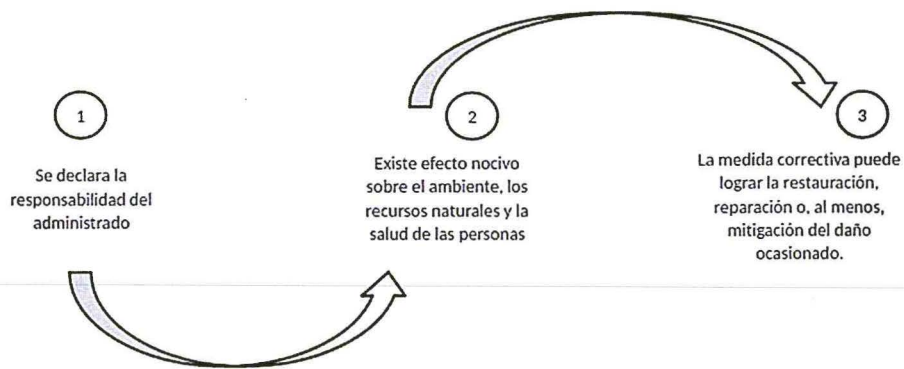 1
Se declara la
responsabilidad del
administrado
2
Existe efecto nocivo
sobre el ambiente, los
recursos naturales y la
salud de las personas
3
La medida correctiva puede
lograr la restauración,
reparación o, al menos,
mitigación del daño
ocasionado.